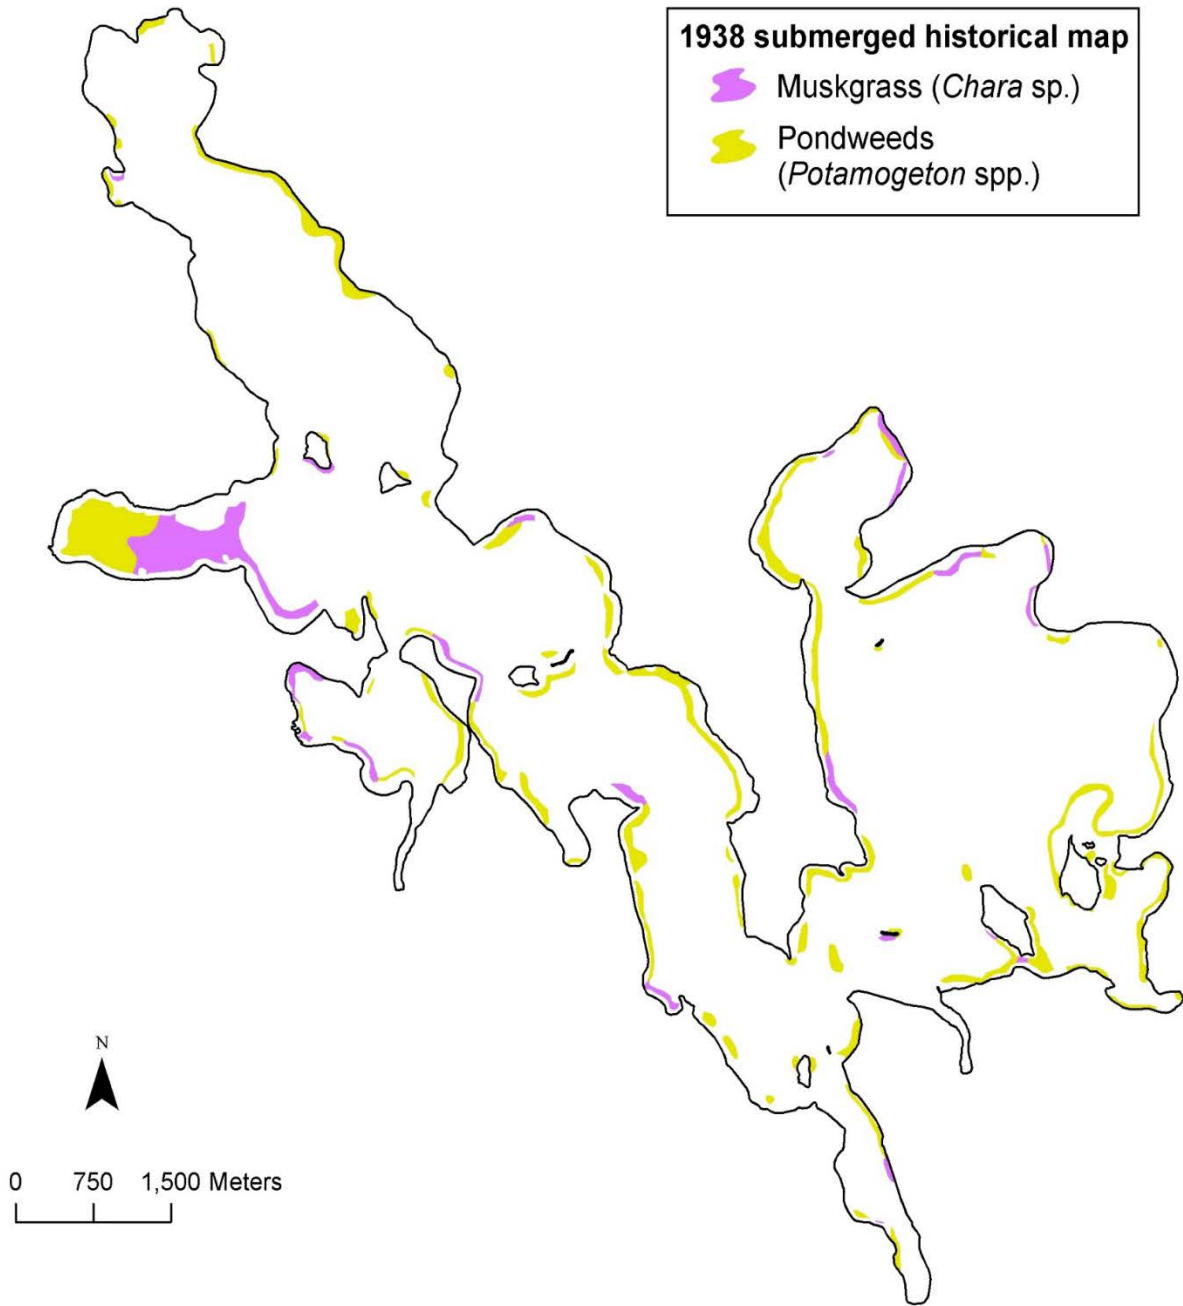 1938 submerged historical map
Muskgrass (Chara sp.)
Pondweeds
(Potamogeton spp.)
N
0 750 1,500 Meters